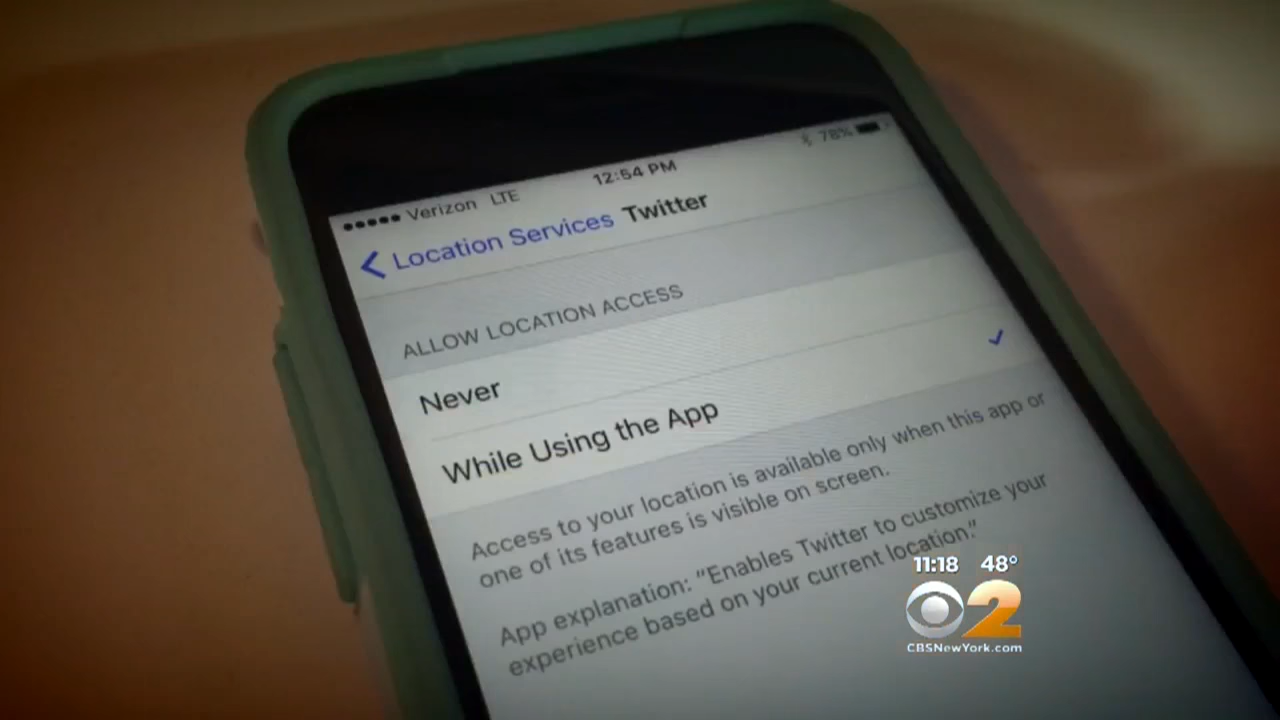 ●●●●● Verizon LTE 12:54 PM 78%
Location Services Twitter
ALLOW LOCATION ACCESS
Never
While Using the App
Access to your location is available only when this app or
one of its features is visible on screen.
App explanation: “Enables Twitter to customize your
experience based on your current location.”
11:18 48°
2
CBSNewYork.com